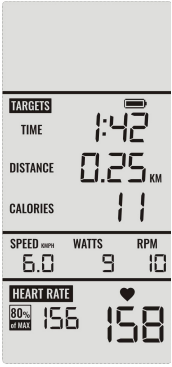 TARGETS
TIME 1:42
DISTANCE 0.25 KM
CALORIES 11
SPEED KMPH WATTS RPM
6.0 9 10
HEART RATE
80% of MAX 156 158